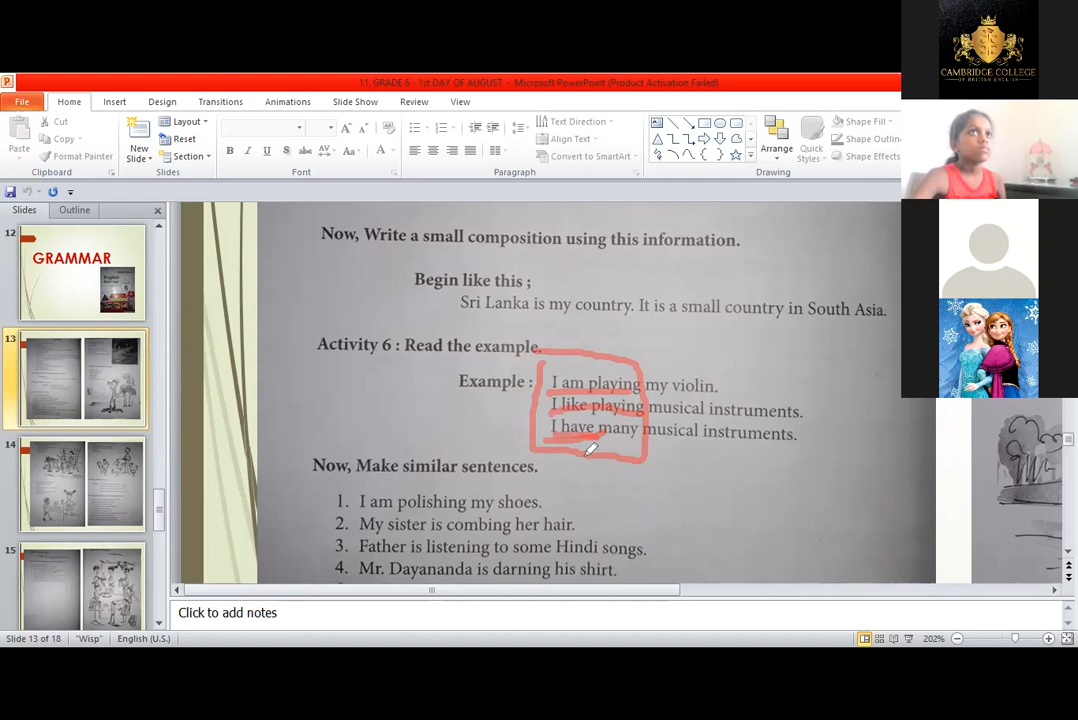 CAMBRIDGE COLLEGE
OF BRITISH ENGLISH
11. GRADE 6 - 1ST DAY OF AUGUST - Microsoft PowerPoint (Product Activation Failed)
File Home Insert Design Transitions Animations Slide Show Review View
Cut
Copy
Format Painter
Paste
Clipboard
New
Slide
Layout
Reset
Section
Slides
B I U S abc AV Aa A
Font
Text Direction
Align Text
Convert to SmartArt
Paragraph
Arrange
Quick
Styles
Shape Fill
Shape Outline
Shape Effects
Drawing
Slides Outline
12
GRAMMAR
13
14
15
Now, Write a small composition using this information.
Begin like this ;
Sri Lanka is my country. It is a small country in South Asia.
Activity 6 : Read the example.
Example : I am playing my violin.
I like playing musical instruments.
I have many musical instruments.
Now, Make similar sentences.
1. I am polishing my shoes.
2. My sister is combing her hair.
3. Father is listening to some Hindi songs.
4. Mr. Dayananda is darning his shirt.
Click to add notes
Slide 13 of 18 "Wisp" English (U.S.) 202%